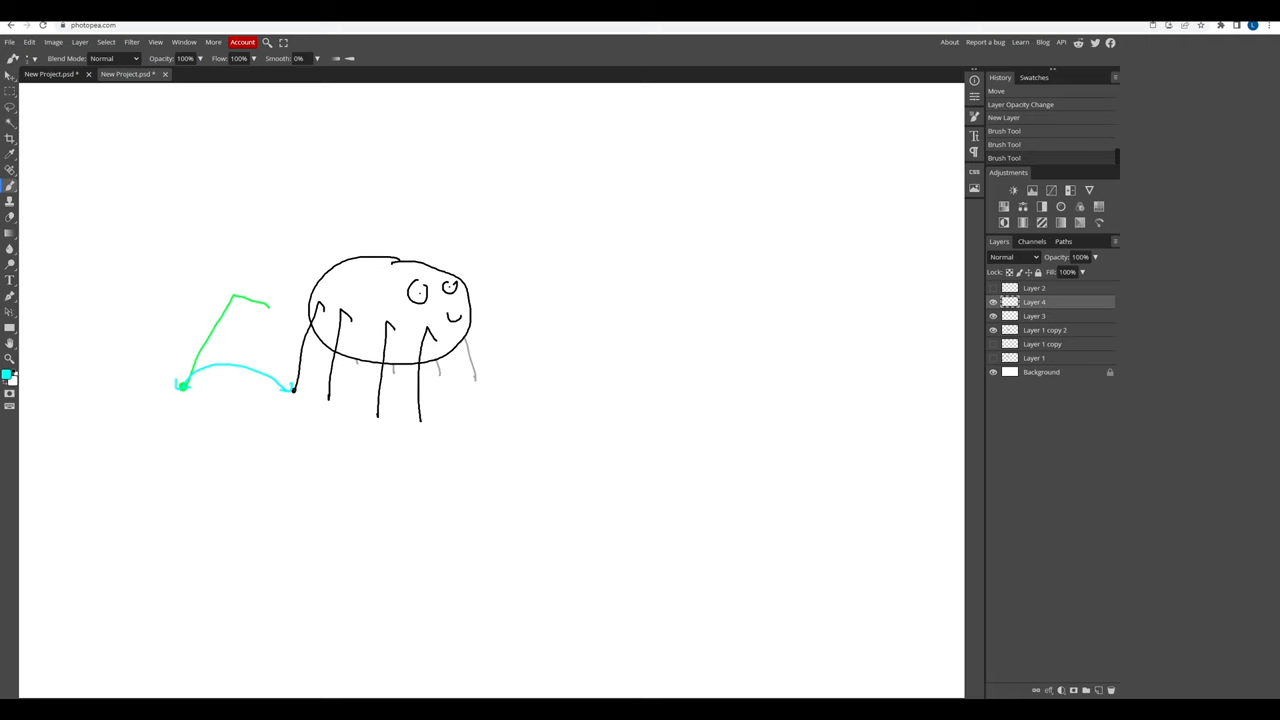 photopea.com
File Edit Image Layer Select Filter View Window More Account About Report a bug Learn Blog API
Blend Mode: Normal Opacity: 100% Flow: 100% Smooth: 0%
New Project.psd * New Project.psd *
History Swatches
Move
Layer Opacity Change
New Layer
Brush Tool
Brush Tool
Brush Tool
Adjustments
Layers Channels Paths
Normal Opacity: 100%
Lock: Fill: 100%
Layer 2
Layer 4
Layer 3
Layer 1 copy 2
Layer 1 copy
Layer 1
Background
CSS